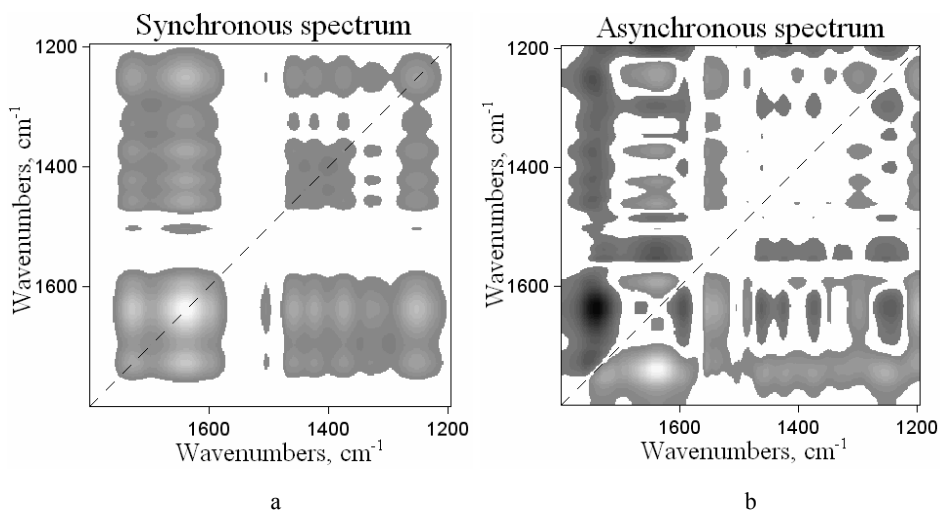 Synchronous spectrum
Asynchronous spectrum
1200
1400
1600
Wavenumbers, cm-1
1600
1400
1200
Wavenumbers, cm-1
1200
1400
1600
Wavenumbers, cm-1
1600
1400
1200
Wavenumbers, cm-1
a
b